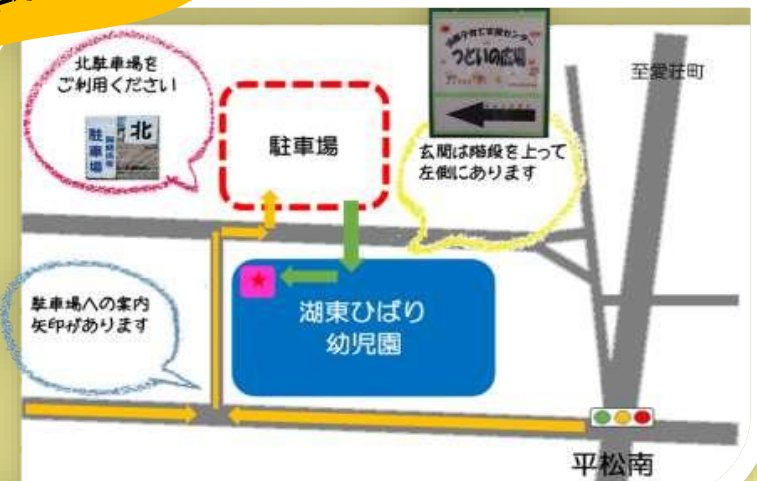 北駐車場を
ご利用ください
北
駐車場
駐車場
つどいの広場
至愛荘町
玄関は階段を上って
左側にあります
駐車場への案内
矢印があります
湖東ひばり
幼児園
平松南